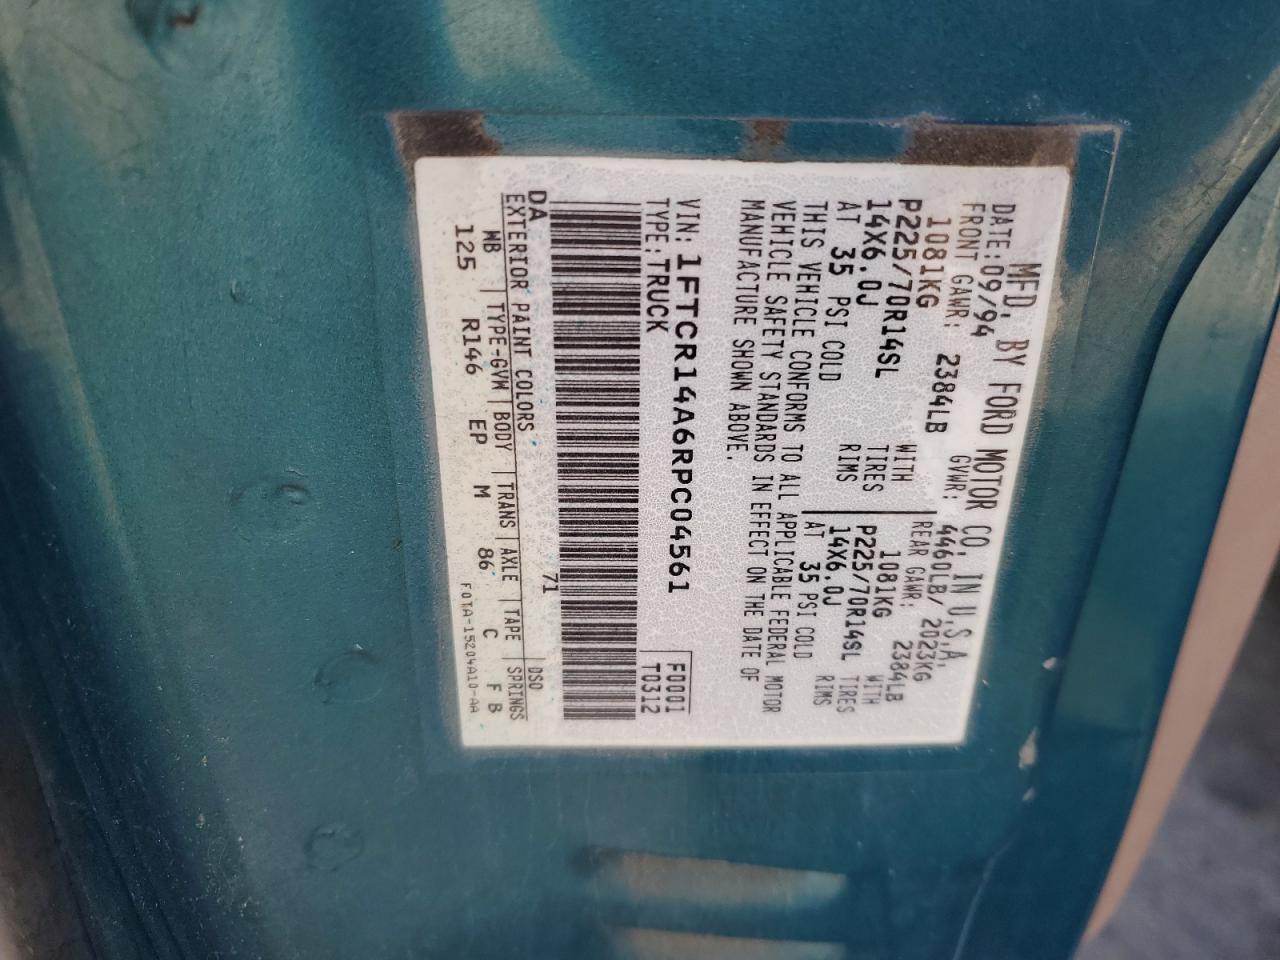 MFD. BY FORD MOTOR CO. IN U.S.A.
DATE: 09/94 GVWR: 4460LB/ 2023KG
FRONT GAWR: 2384LB REAR GAWR: 2384LB
1081KG WITH 1081KG WITH
P225/70R14SL TIRES P225/70R14SL TIRES
14X6.0J RIMS 14X6.0J RIMS
AT 35 PSI COLD AT 35 PSI COLD
THIS VEHICLE CONFORMS TO ALL APPLICABLE FEDERAL MOTOR
VEHICLE SAFETY STANDARDS IN EFFECT ON THE DATE OF
MANUFACTURE SHOWN ABOVE.
VIN: 1FTCR14A6RPC04561 F0001
TYPE: TRUCK T0312
DA 71 DSO
EXTERIOR PAINT COLORS
WB TYPE-GVW BODY TRANS AXLE TAPE SPRINGS
125 R146 EP M 86 C F B
F0TA-15204A10-AA